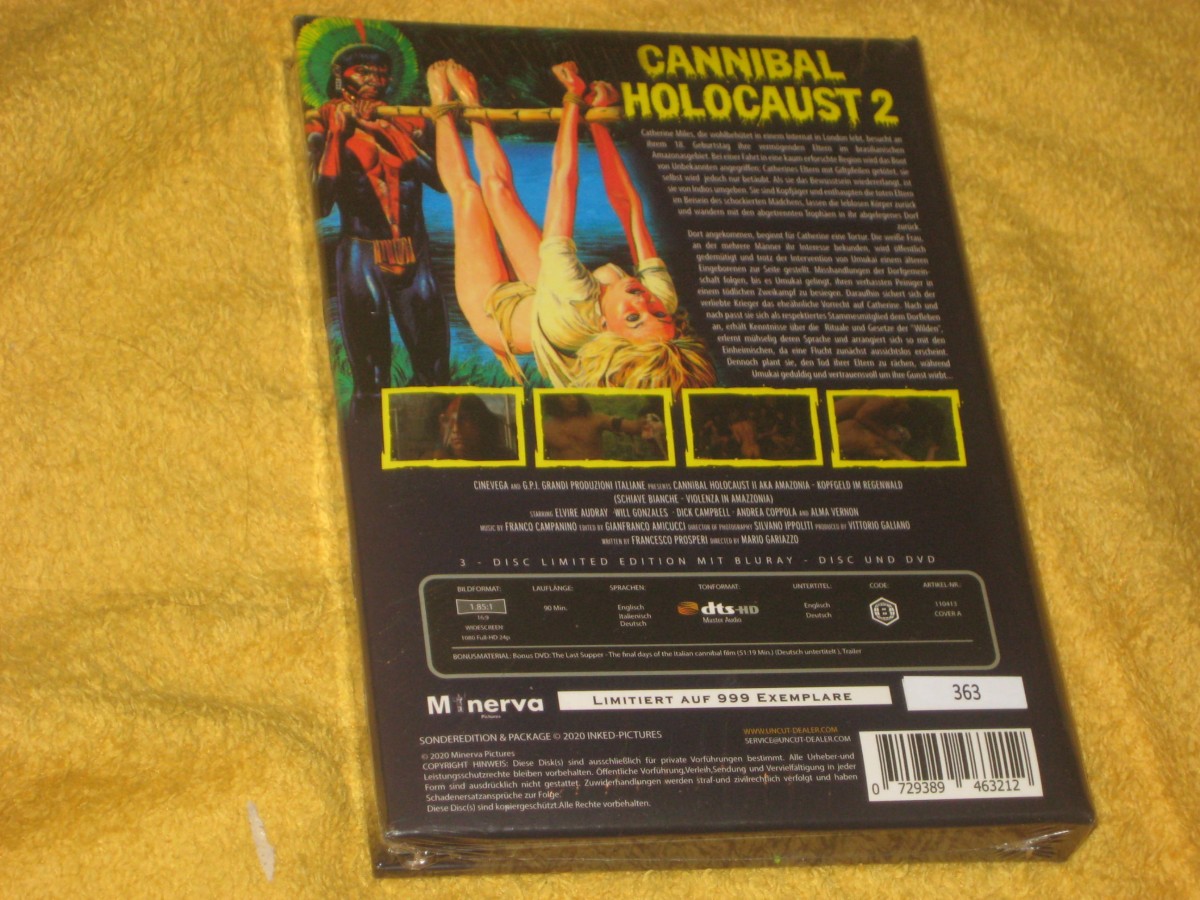 CANNIBAL
HOLOCAUST 2
Catherine Miles, die wohlbehütet in einem Internat in London lebt, besucht an
ihrem 18. Geburtstag ihre vermögenden Eltern im brasilianischen
Amazonasgebiet. Bei einer Fahrt in eine kaum erforschte Region wird das Boot
von Unbekannten angegriffen; Catherines Eltern mit Giftpfeilen getötet, sie
selbst wird jedoch nur betäubt. Als sie das Bewusstsein wiedererlangt, ist
sie von Indios umgeben. Sie sind Kopfjäger und enthaupten die toten Eltern
im Beisein des schockierten Mädchens, lassen die leblosen Körper zurück
und wandern mit den abgetrennten Trophäen in ihr abgelegenes Dorf
zurück.
Dort angekommen, beginnt für Catherine eine Tortur. Die weiße Frau,
an der mehrere Männer ihr Interesse bekunden, wird öffentlich
gedemütigt und trotz der Intervention von Umukai einem älteren
Eingeborenen zur Seite gestellt. Misshandlungen der Dorfgemein-
schaft folgen, bis es Umukai gelingt, ihren verhassten Peiniger in
einem tödlichen Zweikampf zu besiegen. Daraufhin sichert sich der
verliebte Krieger das eheähnliche Vorrecht auf Catherine. Nach und
nach passt sie sich als respektiertes Stammesmitglied dem Dorfleben
an, erhält Kenntnisse über die Rituale und Gesetze der "Wilden",
erlernt mühselig deren Sprache und arrangiert sich so mit den
Einheimischen, da eine Flucht zunächst aussichtslos erscheint.
Dennoch plant sie, den Tod ihrer Eltern zu rächen, während
Umukai geduldig und vertrauensvoll um ihre Gunst wirbt...
CINEVEGA AND G.P.I. GRANDI PRODUZIONI ITALIANE PRESENTS CANNIBAL HOLOCAUST II AKA AMAZONIA - KOPFGELD IM REGENWALD
(SCHIAVE BIANCHE - VIOLENZA IN AMAZZONIA)
STARRING ELVIRE AUDRAY · WILL GONZALES · DICK CAMPBELL · ANDREA COPPOLA AND ALMA VERNON
MUSIC BY FRANCO CAMPANINO EDITED BY GIANFRANCO AMICUCCI DIRECTOR OF PHOTOGRAPHY SILVANO IPPOLITI PRODUCED BY VITTORIO GALIANO
WRITTEN BY FRANCESCO PROSPERI DIRECTED BY MARIO GARIAZZO
3 - DISC LIMITED EDITION MIT BLURAY - DISC UND DVD
BILDFORMAT: LAUFLÄNGE: SPRACHEN: TONFORMAT: UNTERTITEL: CODE: ARTIKEL-NR.:
1.85:1 90 Min. Englisch dts-HD Englisch B 110413
16:9 Italienisch Master Audio Deutsch COVER A
WIDESCREEN Deutsch
1080 Full-HD 24p
BONUSMATERIAL: Bonus DVD: The Last Supper - The final days of the Italian cannibal film (51:19 Min.) (Deutsch untertitelt), Trailer
Minerva LIMITIERT AUF 999 EXEMPLARE 363
Pictures
SONDEREDITION & PACKAGE © 2020 INKED-PICTURES
WWW.UNCUT-DEALER.COM
SERVICE@UNCUT-DEALER.COM
© 2020 Minerva Pictures
COPYRIGHT HINWEIS: Diese Disk(s) sind ausschließlich für private Vorführungen bestimmt. Alle Urheber-und
Leistungsschutzrechte bleiben vorbehalten. Öffentliche Vorführung,Verleih,Sendung und Vervielfältigung in jeder
Form sind ausdrücklich nicht gestattet. Zuwiderhandlungen werden straf-und zivilrechtlich verfolgt und haben
Schadenersatzansprüche zur Folge.
Diese Disc(s) sind kopiergeschützt.Alle Rechte vorbehalten.
0 729389 463212